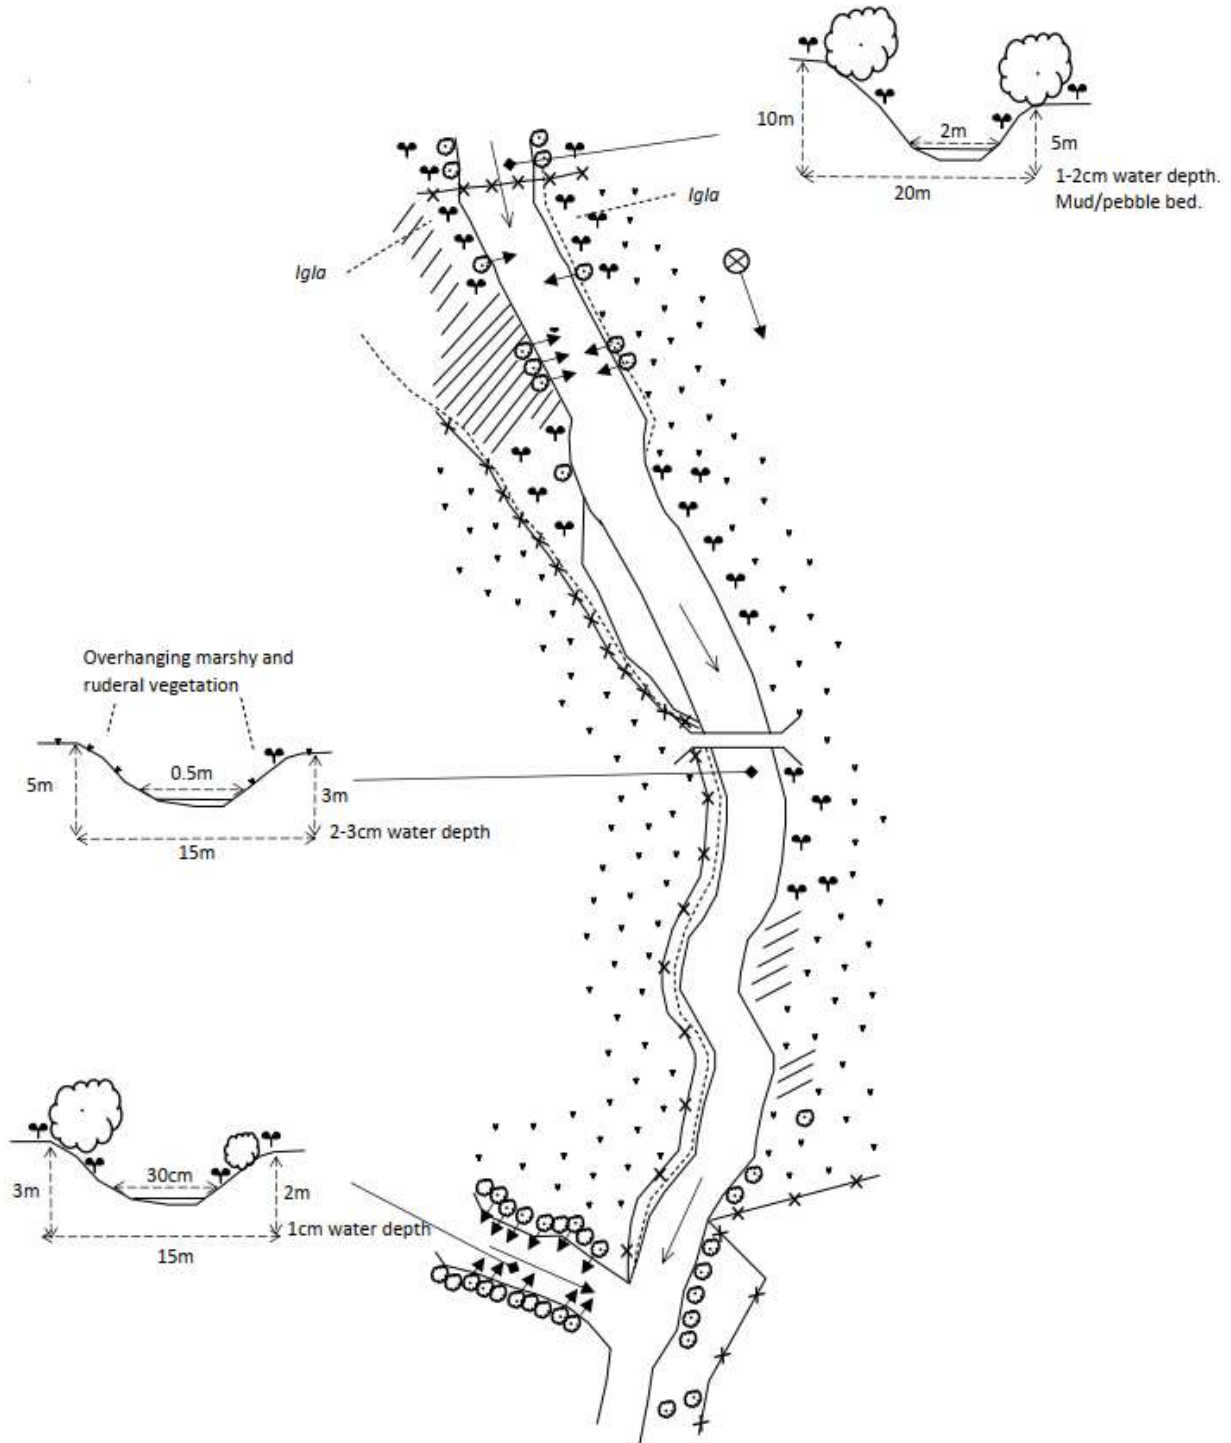 10m
2m
5m
20m
1-2cm water depth.
Mud/pebble bed.
Igla
Igla
Overhanging marshy and
ruderal vegetation
5m
0.5m
3m
15m
2-3cm water depth
3m
30cm
2m
15m
1cm water depth